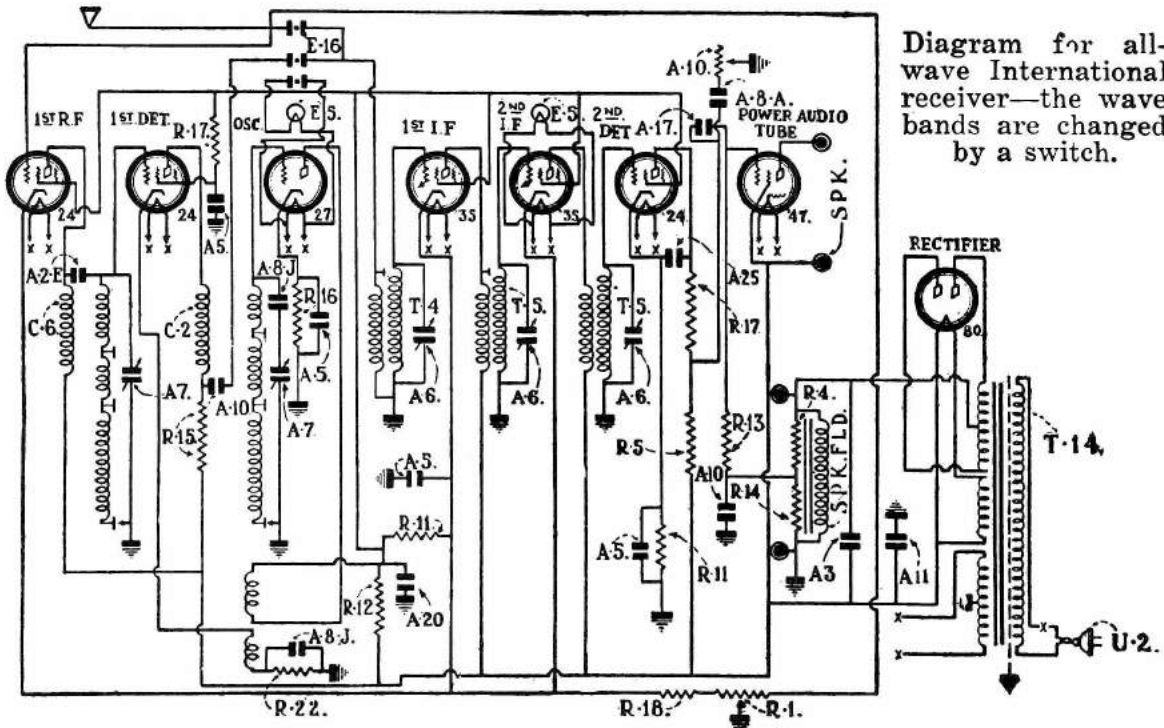 Diagram for all-
wave International
receiver—the wave
bands are changed
by a switch.
E·16
A·10.
A·8·A.
POWER AUDIO
TUBE
1ST R.F
1ST DET.
R·17.
OSC.
E·5.
1ST I.F
2ND
I.F
E·5.
2ND.
DET
A·17.
24
24
27
35
35
24
47.
SPK.
RECTIFIER
80.
A·2·E
A5.
A·8·J
R·16
A·5.
T·4
T·5.
T·5.
A25
R·17.
C·6.
C·2
A7.
A·10
A·7
A·6.
A·6.
A·6.
R·15
R·5
R·13
R·4.
SPK.FLD.
T·14.
A10
R·14
A·5.
R·11
A·5.
R·11
A3
A11
R·12
A·20
A·8·J.
R·22.
R·18.
R·1.
U·2.
x x
x x
x x
x x
x x
x x
x x
x
x
x
x